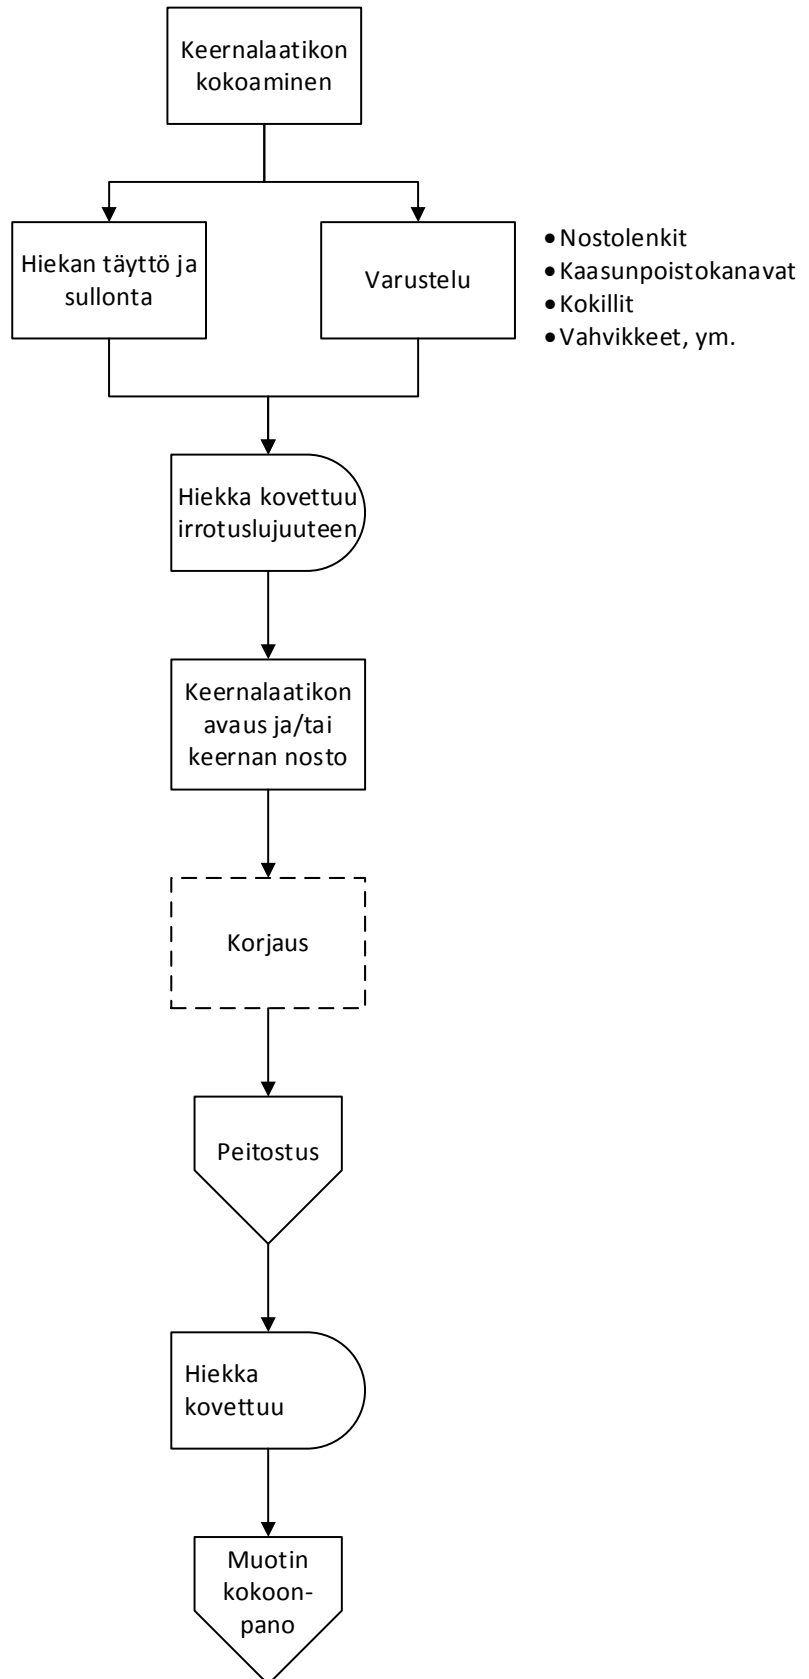 Keernalaatikon
kokoaminen
Hiekan täyttö ja
sullonta
Varustelu
• Nostolenkit
• Kaasunpoistokanavat
• Kokillit
• Vahvikkeet, ym.
Hiekka kovettuu
irrotuslujuuteen
Keernalaatikon
avaus ja/tai
keernan nosto
Korjaus
Peitostus
Hiekka
kovettuu
Muotin
kokoon-
pano